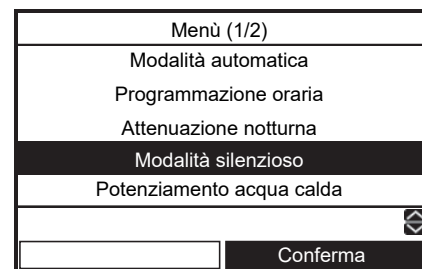 Menù (1/2)
Modalità automatica
Programmazione oraria
Attenuazione notturna
Modalità silenzioso
Potenziamento acqua calda
Conferma